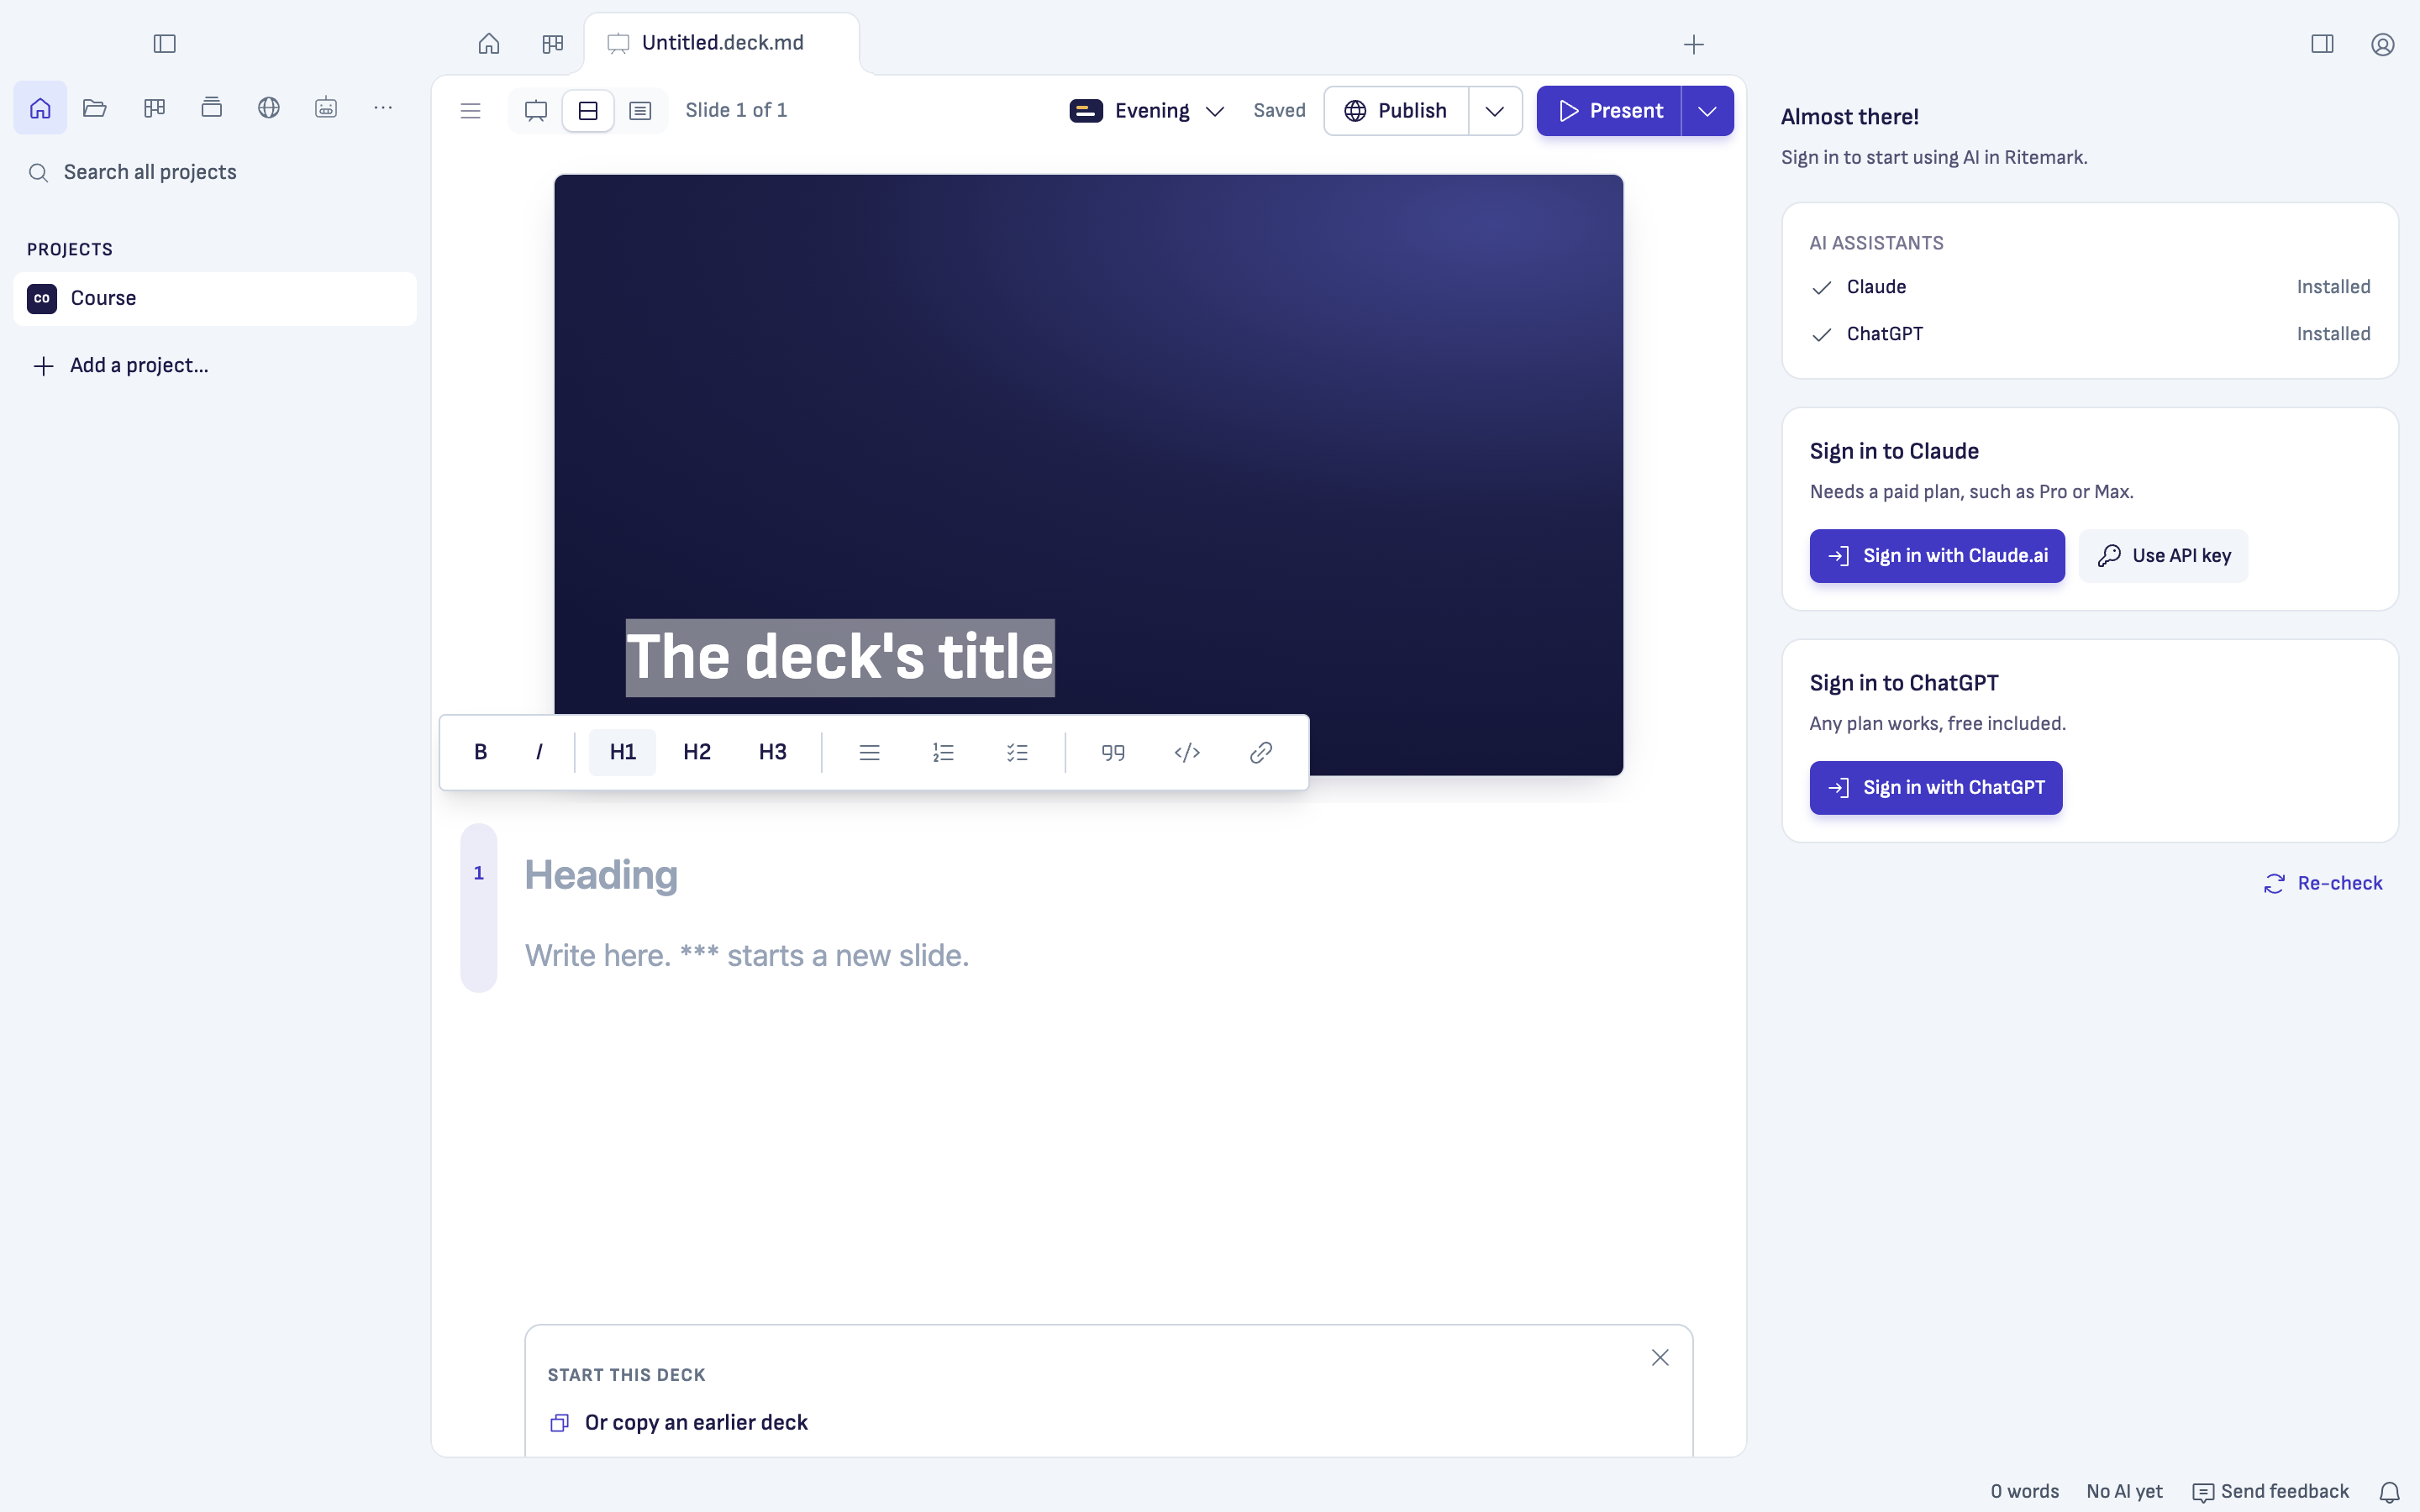 Untitled.deck.md
Search all projects
PROJECTS
CO Course
Add a project...
Slide 1 of 1
Evening
Saved
Publish
Present
The deck's title
B I H1 H2 H3
1
Heading
Write here. *** starts a new slide.
START THIS DECK
Or copy an earlier deck
Almost there!
Sign in to start using AI in Ritemark.
AI ASSISTANTS
Claude Installed
ChatGPT Installed
Sign in to Claude
Needs a paid plan, such as Pro or Max.
Sign in with Claude.ai
Use API key
Sign in to ChatGPT
Any plan works, free included.
Sign in with ChatGPT
Re-check
0 words
No AI yet
Send feedback